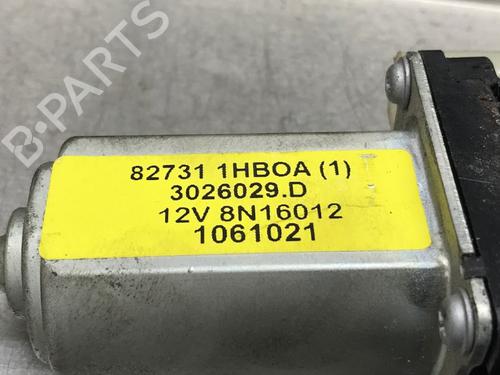 B-PARTS
82731 1HBOA (1)
3026029.D
12V 8N16012
1061021